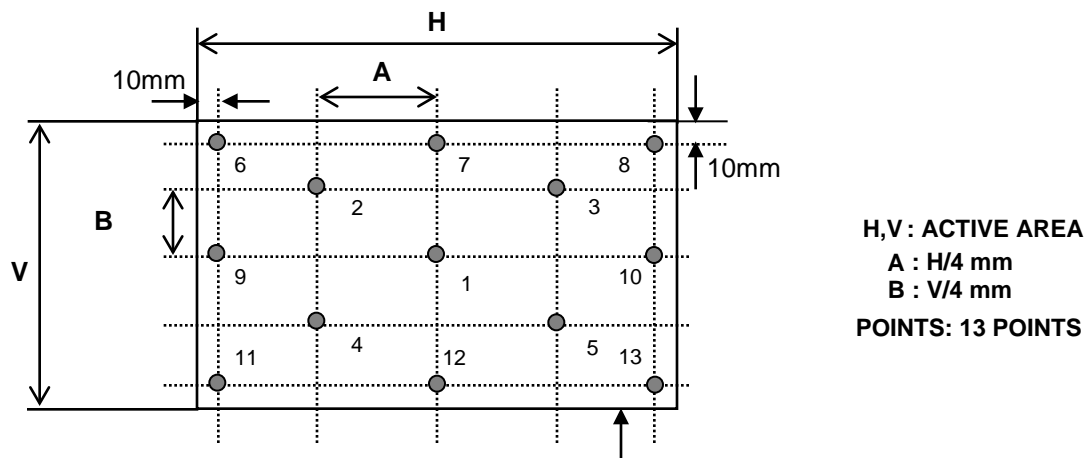 H
A
10mm
6
7
8
10mm
2
3
B
H,V : ACTIVE AREA
V
9
1
10
A : H/4 mm
B : V/4 mm
POINTS: 13 POINTS
4
5
11
12
13